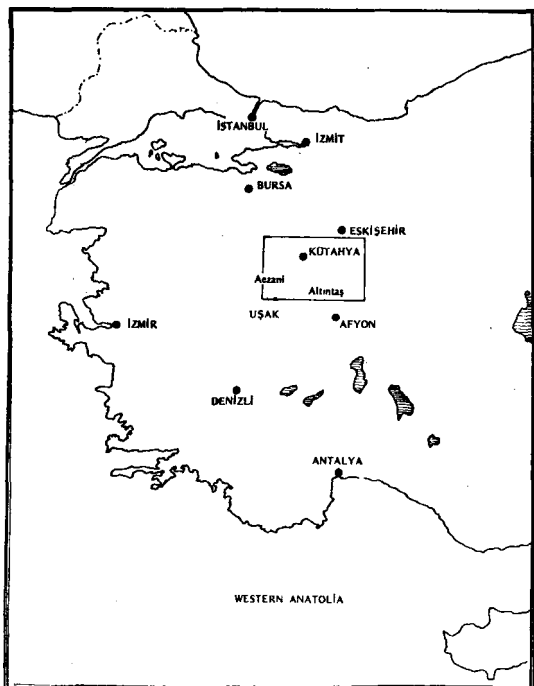 İSTANBUL
İZMİT
BURSA
ESKİŞEHİR
KÜTAHYA
Aezani
Altıntaş
UŞAK
AFYON
İZMİR
DENİZLİ
ANTALYA
WESTERN ANATOLİA